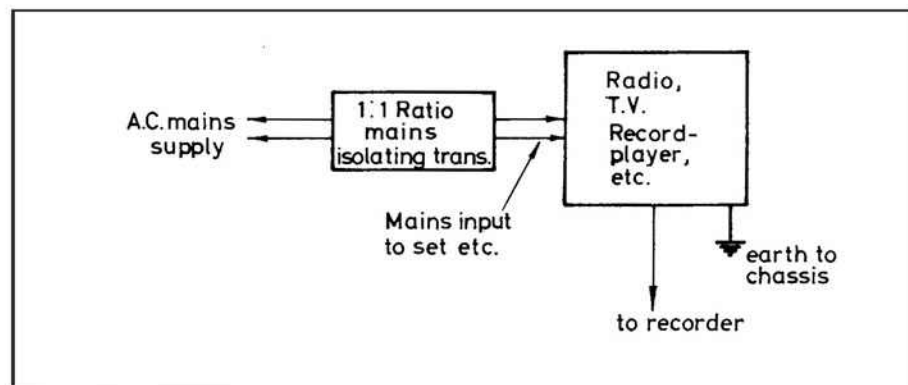 A.C. mains
supply
1:1 Ratio
mains
isolating trans.
Radio,
T.V.
Record-
player,
etc.
Mains input
to set etc.
earth to
chassis
to recorder